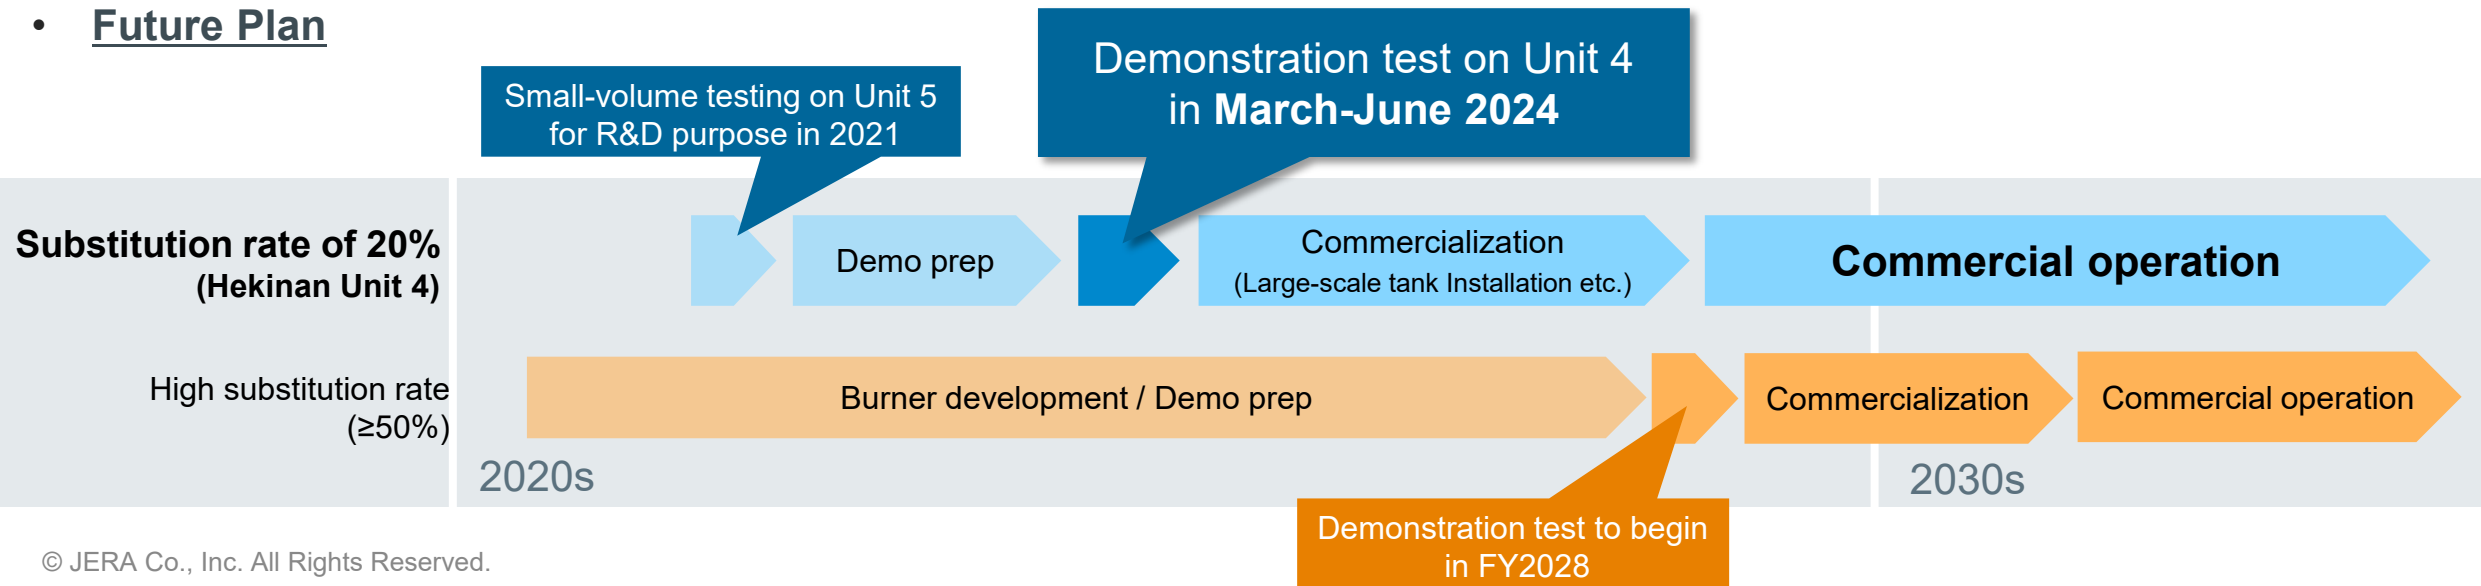 • Future Plan
Small-volume testing on Unit 5
for R&D purpose in 2021
Demonstration test on Unit 4
in March-June 2024
Substitution rate of 20%
(Hekinan Unit 4)
Demo prep
Commercialization
(Large-scale tank Installation etc.)
Commercial operation
High substitution rate
(≥50%)
Burner development / Demo prep
Commercialization
Commercial operation
2020s
2030s
Demonstration test to begin
in FY2028
© JERA Co., Inc. All Rights Reserved.